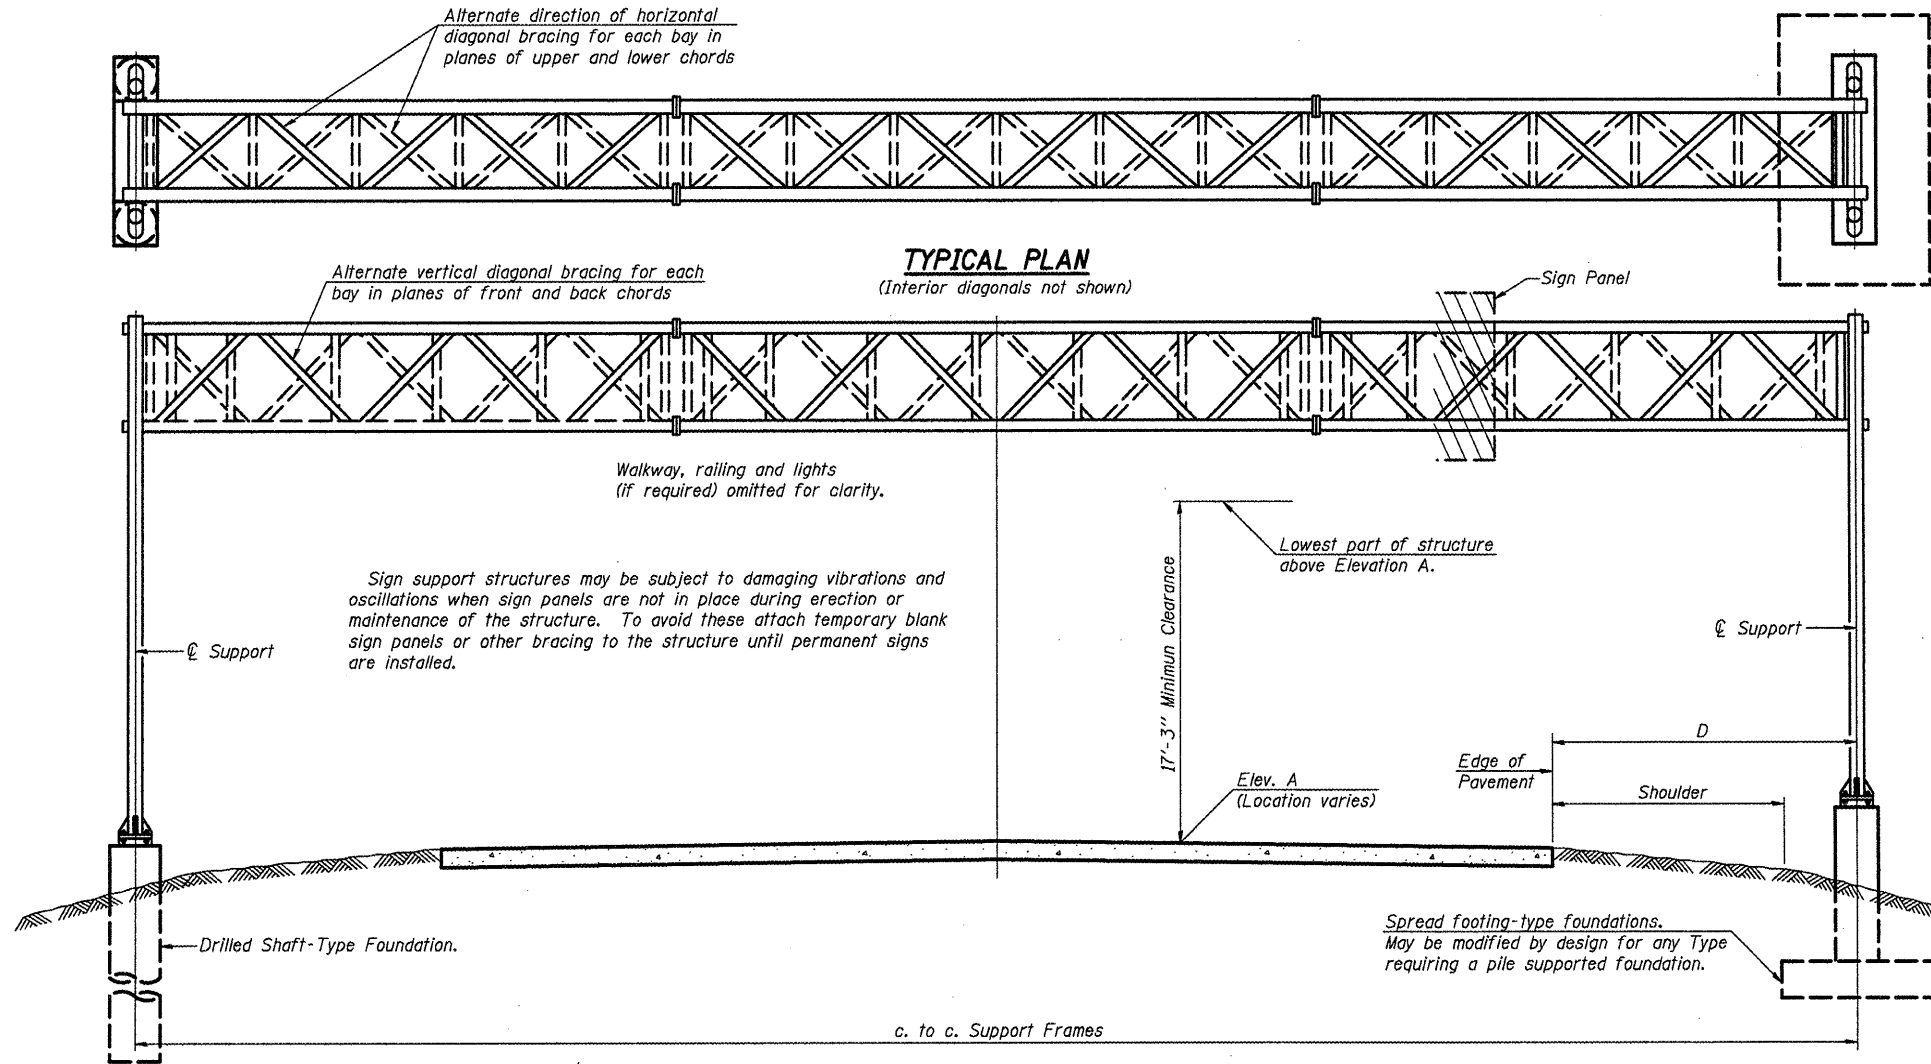 Alternate direction of horizontal
diagonal bracing for each bay in
planes of upper and lower chords
TYPICAL PLAN
(Interior diagonals not shown)
Alternate vertical diagonal bracing for each
bay in planes of front and back chords
Sign Panel
Walkway, railing and lights
(if required) omitted for clarity.
Lowest part of structure
above Elevation A.
Sign support structures may be subject to damaging vibrations and
oscillations when sign panels are not in place during erection or
maintenance of the structure. To avoid these attach temporary blank
sign panels or other bracing to the structure until permanent signs
are installed.
17'-3" Minimun Clearance
℄ Support
℄ Support
D
Edge of
Pavement
Shoulder
Elev. A
(Location varies)
Drilled Shaft-Type Foundation.
Spread footing-type foundations.
May be modified by design for any Type
requiring a pile supported foundation.
c. to c. Support Frames